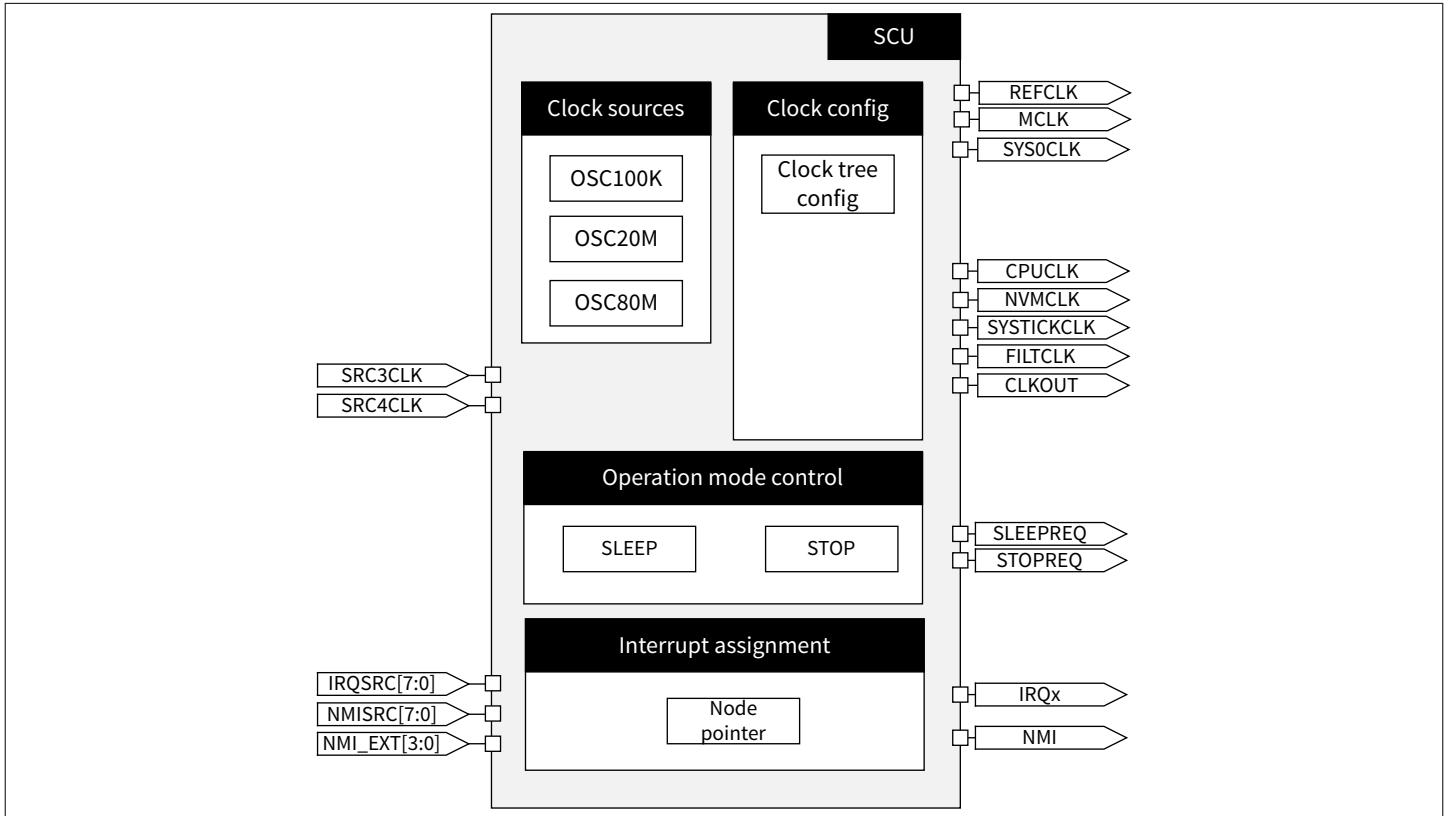 SCU
Clock sources
Clock config
REFCLK
MCLK
SYS0CLK
OSC100K
Clock tree
config
OSC20M
OSC80M
CPUCLK
NVMCLK
SYSTICKCLK
FILTCLK
CLKOUT
SRC3CLK
SRC4CLK
Operation mode control
SLEEP
STOP
SLEEPREQ
STOPREQ
Interrupt assignment
IRQSRC[7:0]
NMISRC[7:0]
NMI_EXT[3:0]
Node
pointer
IRQx
NMI